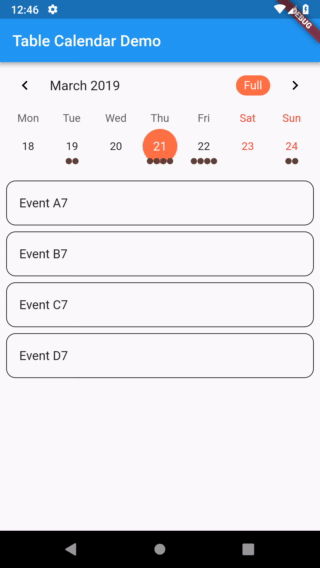 12:46
DEBUG
Table Calendar Demo
March 2019 Full
Mon Tue Wed Thu Fri Sat Sun
18 19 20 21 22 23 24
Event A7
Event B7
Event C7
Event D7